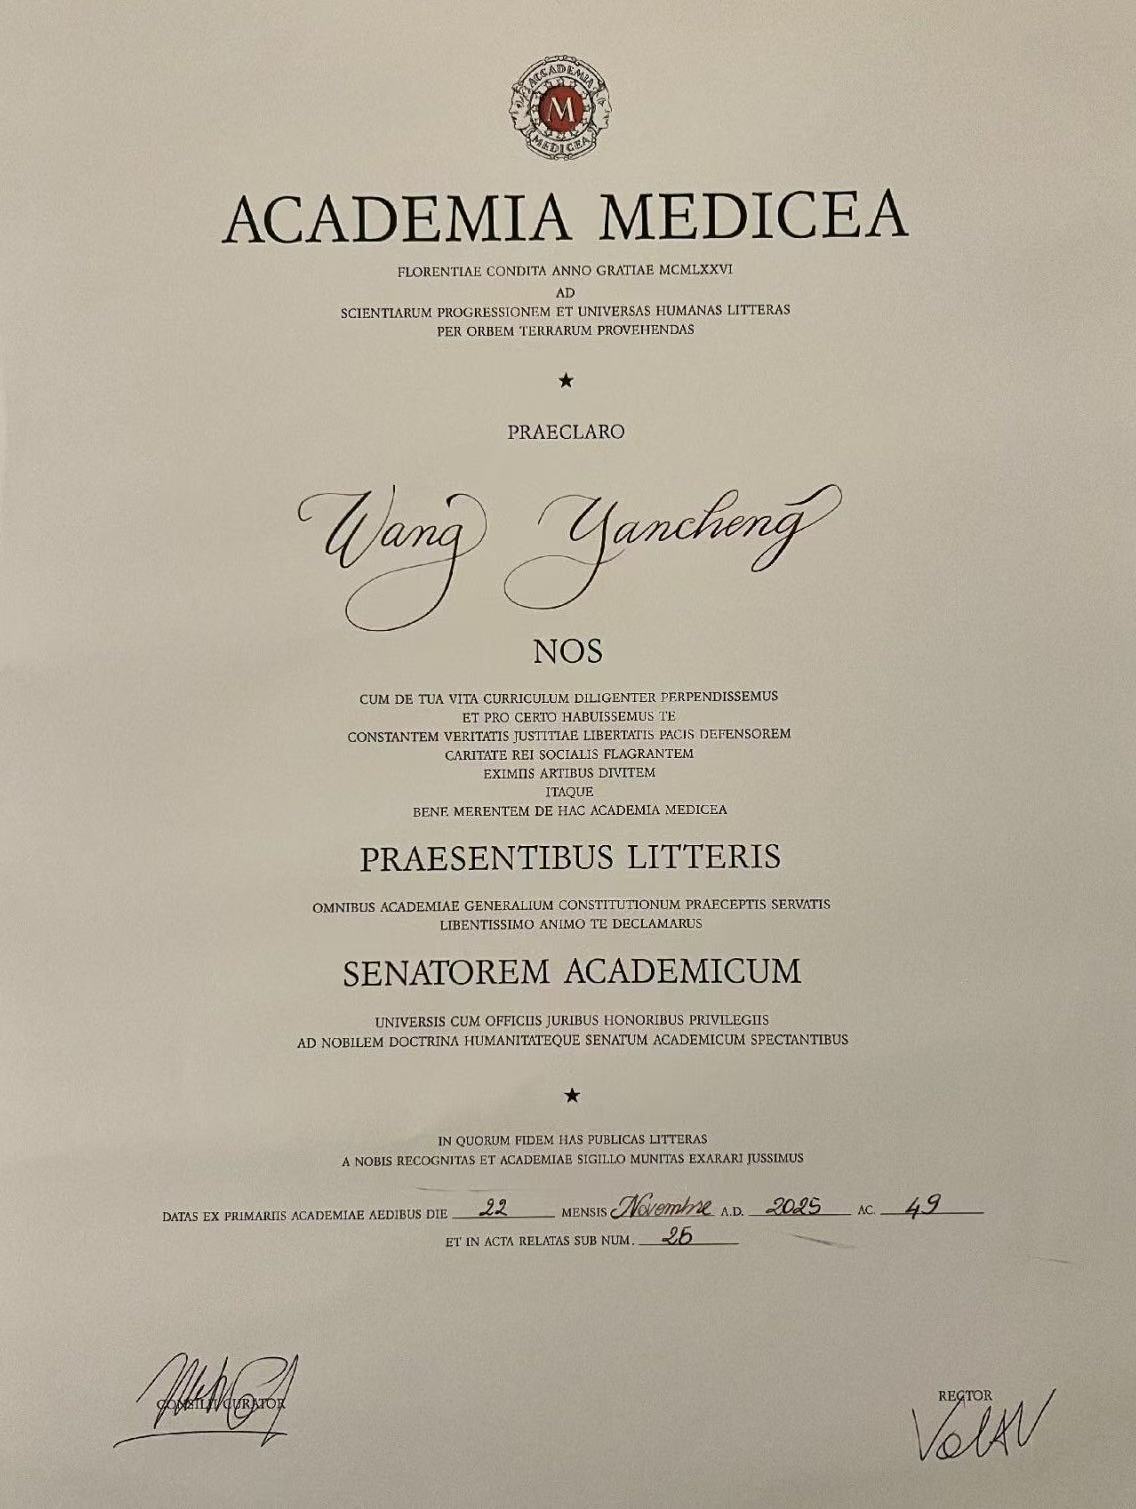 ACCADEMIA
M
MEDICEA
ACADEMIA MEDICEA
FLORENTIAE CONDITA ANNO GRATIAE MCMLXXVI
AD
SCIENTIARUM PROGRESSIONEM ET UNIVERSAS HUMANAS LITTERAS
PER ORBEM TERRARUM PROVEHENDAS
★
PRAECLARO
Wang Yancheng
NOS
CUM DE TUA VITA CURRICULUM DILIGENTER PERPENDISSEMUS
ET PRO CERTO HABUISSEMUS TE
CONSTANTEM VERITATIS JUSTITIAE LIBERTATIS PACIS DEFENSOREM
CARITATE REI SOCIALIS FLAGRANTEM
EXIMIIS ARTIBUS DIVITEM
ITAQUE
BENE MERENTEM DE HAC ACADEMIA MEDICEA
PRAESENTIBUS LITTERIS
OMNIBUS ACADEMIAE GENERALIUM CONSTITUTIONUM PRAECEPTIS SERVATIS
LIBENTISSIMO ANIMO TE DECLAMARUS
SENATOREM ACADEMICUM
UNIVERSIS CUM OFFICIIS JURIBUS HONORIBUS PRIVILEGIIS
AD NOBILEM DOCTRINA HUMANITATEQUE SENATUM ACADEMICUM SPECTANTIBUS
★
IN QUORUM FIDEM HAS PUBLICAS LITTERAS
A NOBIS RECOGNITAS ET ACADEMIAE SIGILLO MUNITAS EXARARI JUSSIMUS
DATAS EX PRIMARIIS ACADEMIAE AEDIBUS DIE 22 MENSIS Novembre A.D. 2025 AC. 49
ET IN ACTA RELATAS SUB NUM. 26
CONSILII CURATOR
RECTOR